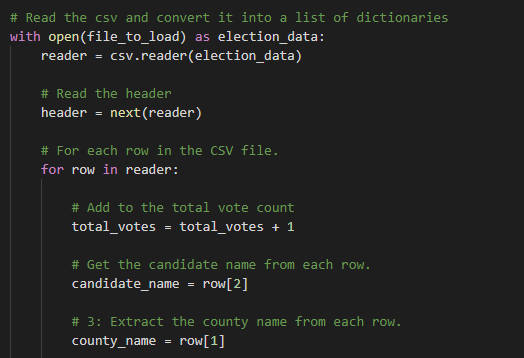 # Read the csv and convert it into a list of dictionaries
with open(file_to_load) as election_data:
    reader = csv.reader(election_data)

    # Read the header
    header = next(reader)

    # For each row in the CSV file.
    for row in reader:

        # Add to the total vote count
        total_votes = total_votes + 1

        # Get the candidate name from each row.
        candidate_name = row[2]

        # 3: Extract the county name from each row.
        county_name = row[1]